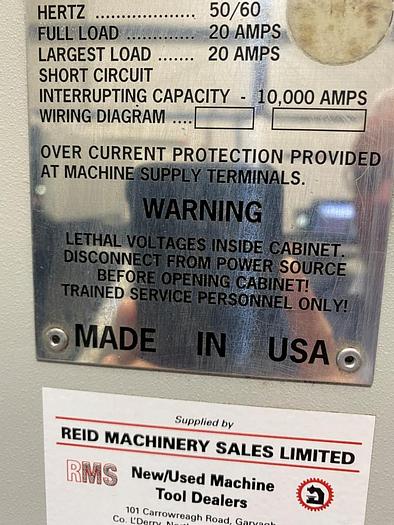 HERTZ .................... 50/60
FULL LOAD ............. 20 AMPS
LARGEST LOAD ....... 20 AMPS
SHORT CIRCUIT
INTERRUPTING CAPACITY - 10,000 AMPS
WIRING DIAGRAM ....
OVER CURRENT PROTECTION PROVIDED
AT MACHINE SUPPLY TERMINALS.
WARNING
LETHAL VOLTAGES INSIDE CABINET.
DISCONNECT FROM POWER SOURCE
BEFORE OPENING CABINET!
TRAINED SERVICE PERSONNEL ONLY!
MADE IN USA
Supplied by
REID MACHINERY SALES LIMITED
RMS
New/Used Machine
Tool Dealers
101 Carrowreagh Road, Garvagh
Co. L'Derry,